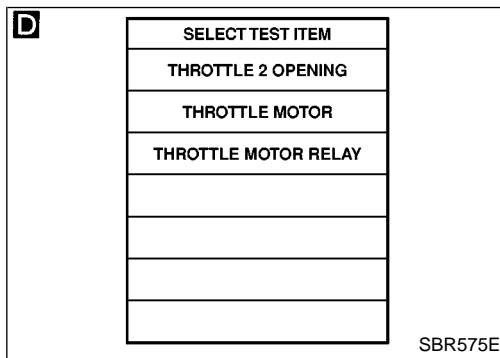 D
SELECT TEST ITEM
THROTTLE 2 OPENING
THROTTLE MOTOR
THROTTLE MOTOR RELAY
SBR575E